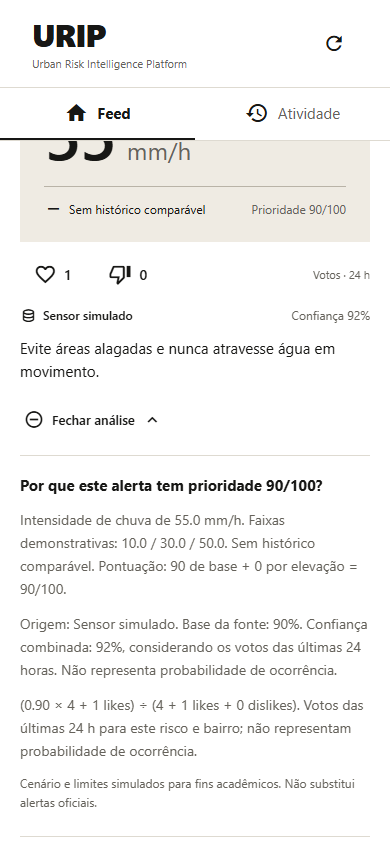 URIP
Urban Risk Intelligence Platform
Feed
Atividade
55 mm/h
Sem histórico comparável
Prioridade 90/100
1
0
Votos · 24 h
Sensor simulado
Confiança 92%
Evite áreas alagadas e nunca atravesse água em
movimento.
Fechar análise
Por que este alerta tem prioridade 90/100?
Intensidade de chuva de 55.0 mm/h. Faixas
demonstrativas: 10.0 / 30.0 / 50.0. Sem histórico
comparável. Pontuação: 90 de base + 0 por elevação =
90/100.
Origem: Sensor simulado. Base da fonte: 90%. Confiança
combinada: 92%, considerando os votos das últimas 24
horas. Não representa probabilidade de ocorrência.
(0.90 × 4 + 1 likes) ÷ (4 + 1 likes + 0 dislikes). Votos das
últimas 24 h para este risco e bairro; não representam
probabilidade de ocorrência.
Cenário e limites simulados para fins acadêmicos. Não substitui
alertas oficiais.